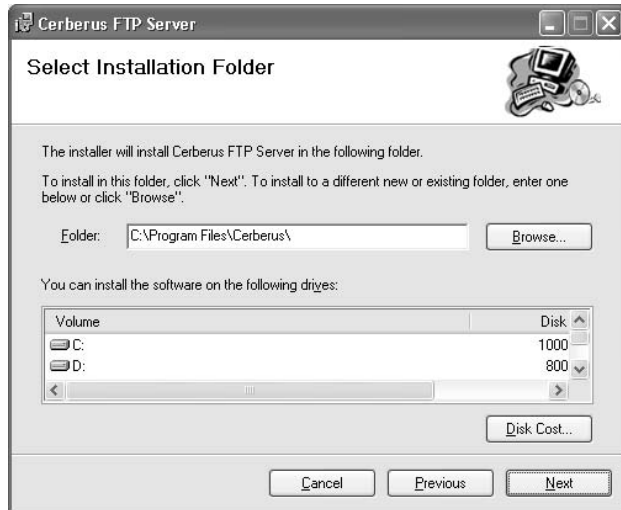 Cerberus FTP Server
Select Installation Folder
The installer will install Cerberus FTP Server in the following folder.
To install in this folder, click "Next". To install to a different new or existing folder, enter one
below or click "Browse".
Folder: C:\Program Files\Cerberus\ Browse...
You can install the software on the following drives:
Volume Disk
C: 1000
D: 800
Disk Cost...
Cancel Previous Next